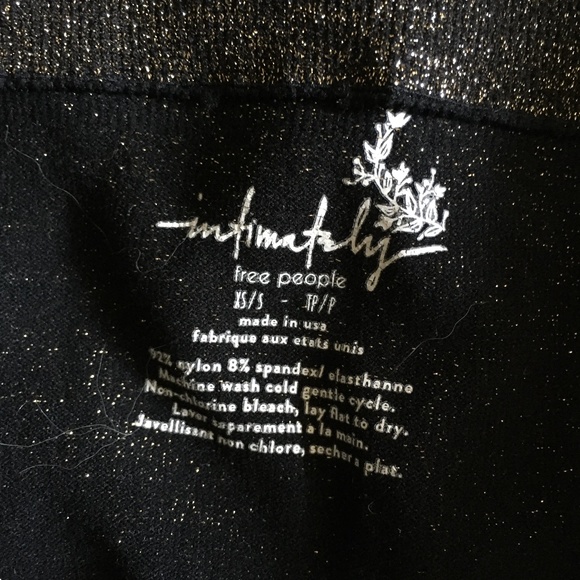 intimately
free people
XS/S - TP/P
made in usa
fabrique aux etats unis
92% nylon 8% spandex/ elasthanne
Machine wash cold gentle cycle.
Non-chlorine bleach, lay flat to dry.
Laver separement a la main.
Javellisant non chlore, secher a plat.